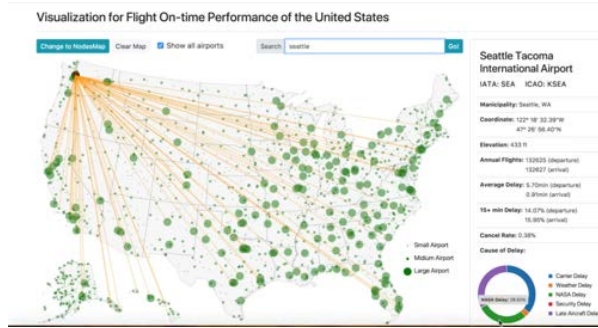 Visualization for Flight On-time Performance of the United States
Change to NodesMap Clear Map Show all airports Search seattle Go!
Seattle Tacoma
International Airport
IATA: SEA ICAO: KSEA
Municipality: Seattle, WA
Coordinate: 122° 18' 32.39"W
47° 26' 56.40"N
Elevation: 433 ft
Annual Flights: 132625 (departure)
132627 (arrival)
Average Delay: 5.70min (departure)
0.91min (arrival)
15+ min Delay: 14.07% (departure)
15.95% (arrival)
Cancel Rate: 0.38%
Cause of Delay:
Small Airport
Midium Airport
Large Airport
Carrier Delay
Weather Delay
NASA Delay
Security Delay
Late Aircraft Dela
NASA Delay: